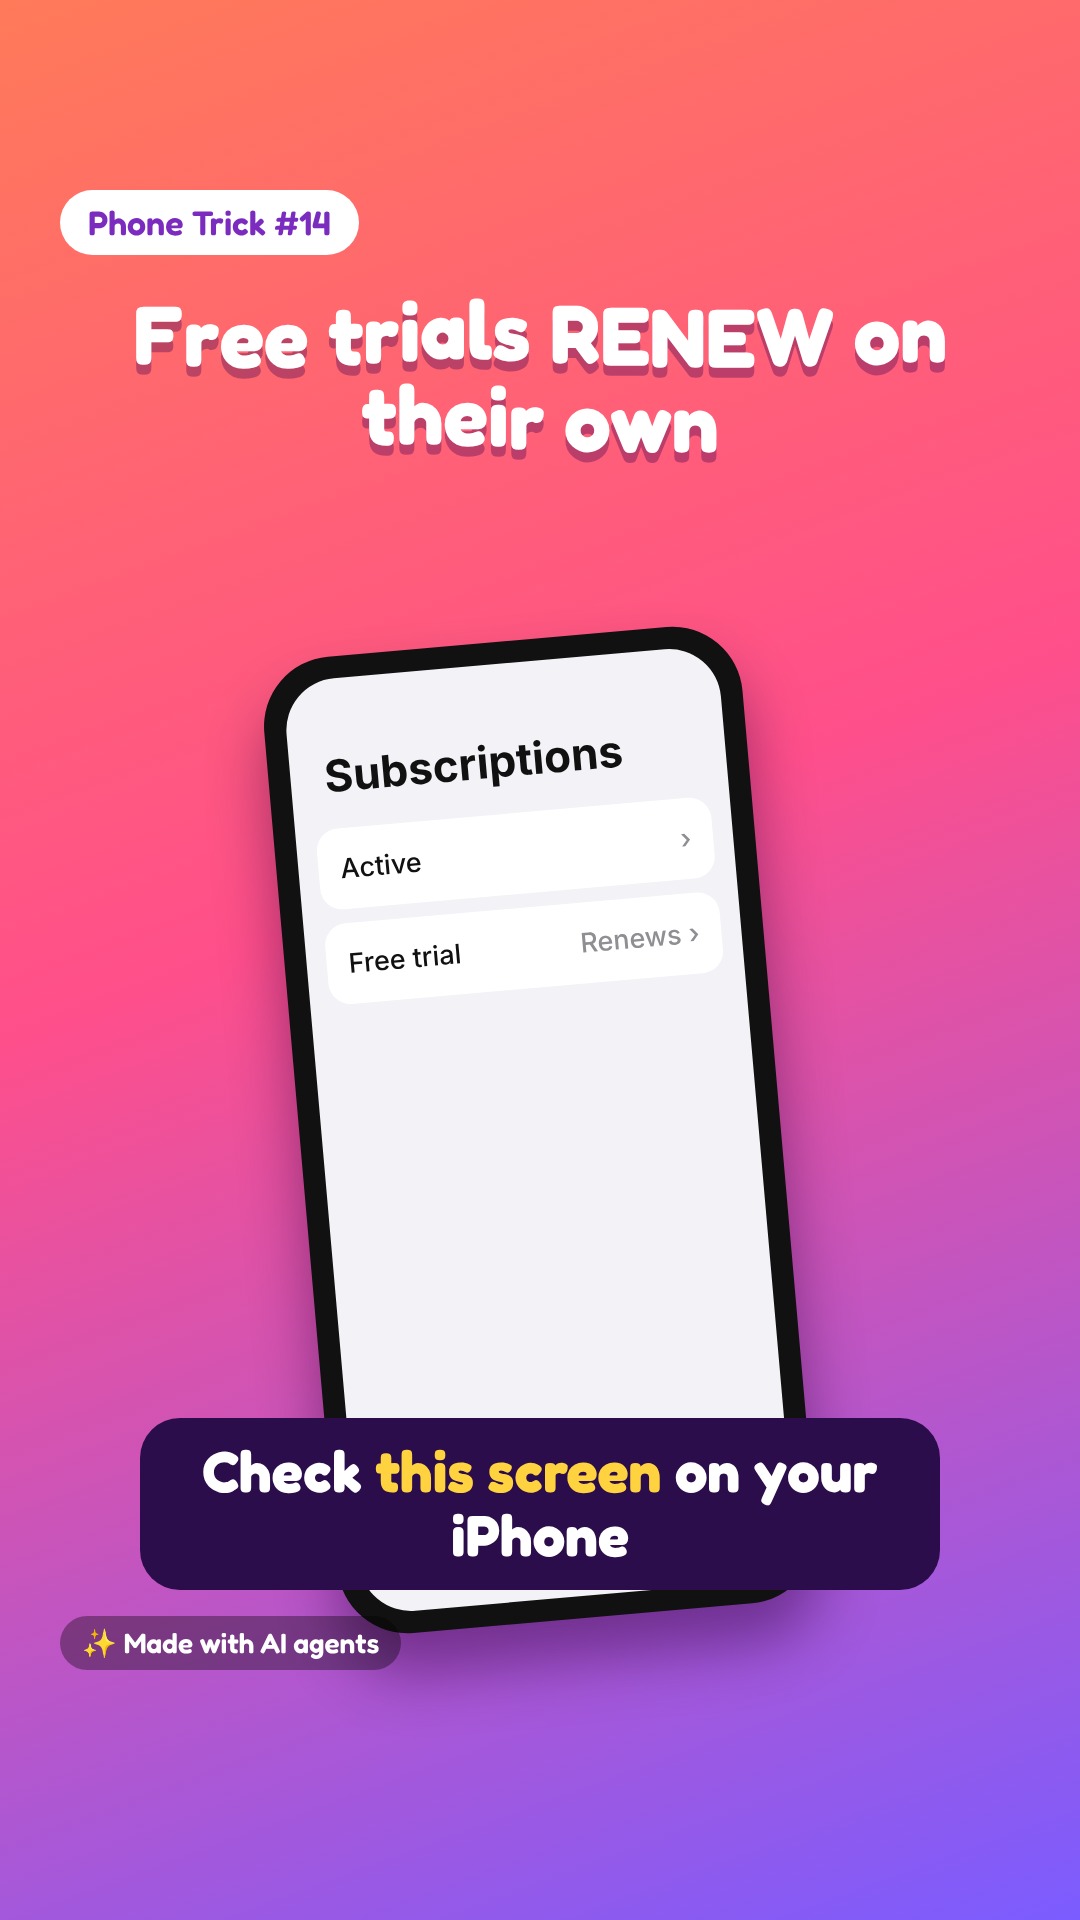 Phone Trick #14
Free trials RENEW on
their own
Subscriptions
Active ›
Free trial Renews ›
Check this screen on your
iPhone
✨ Made with AI agents